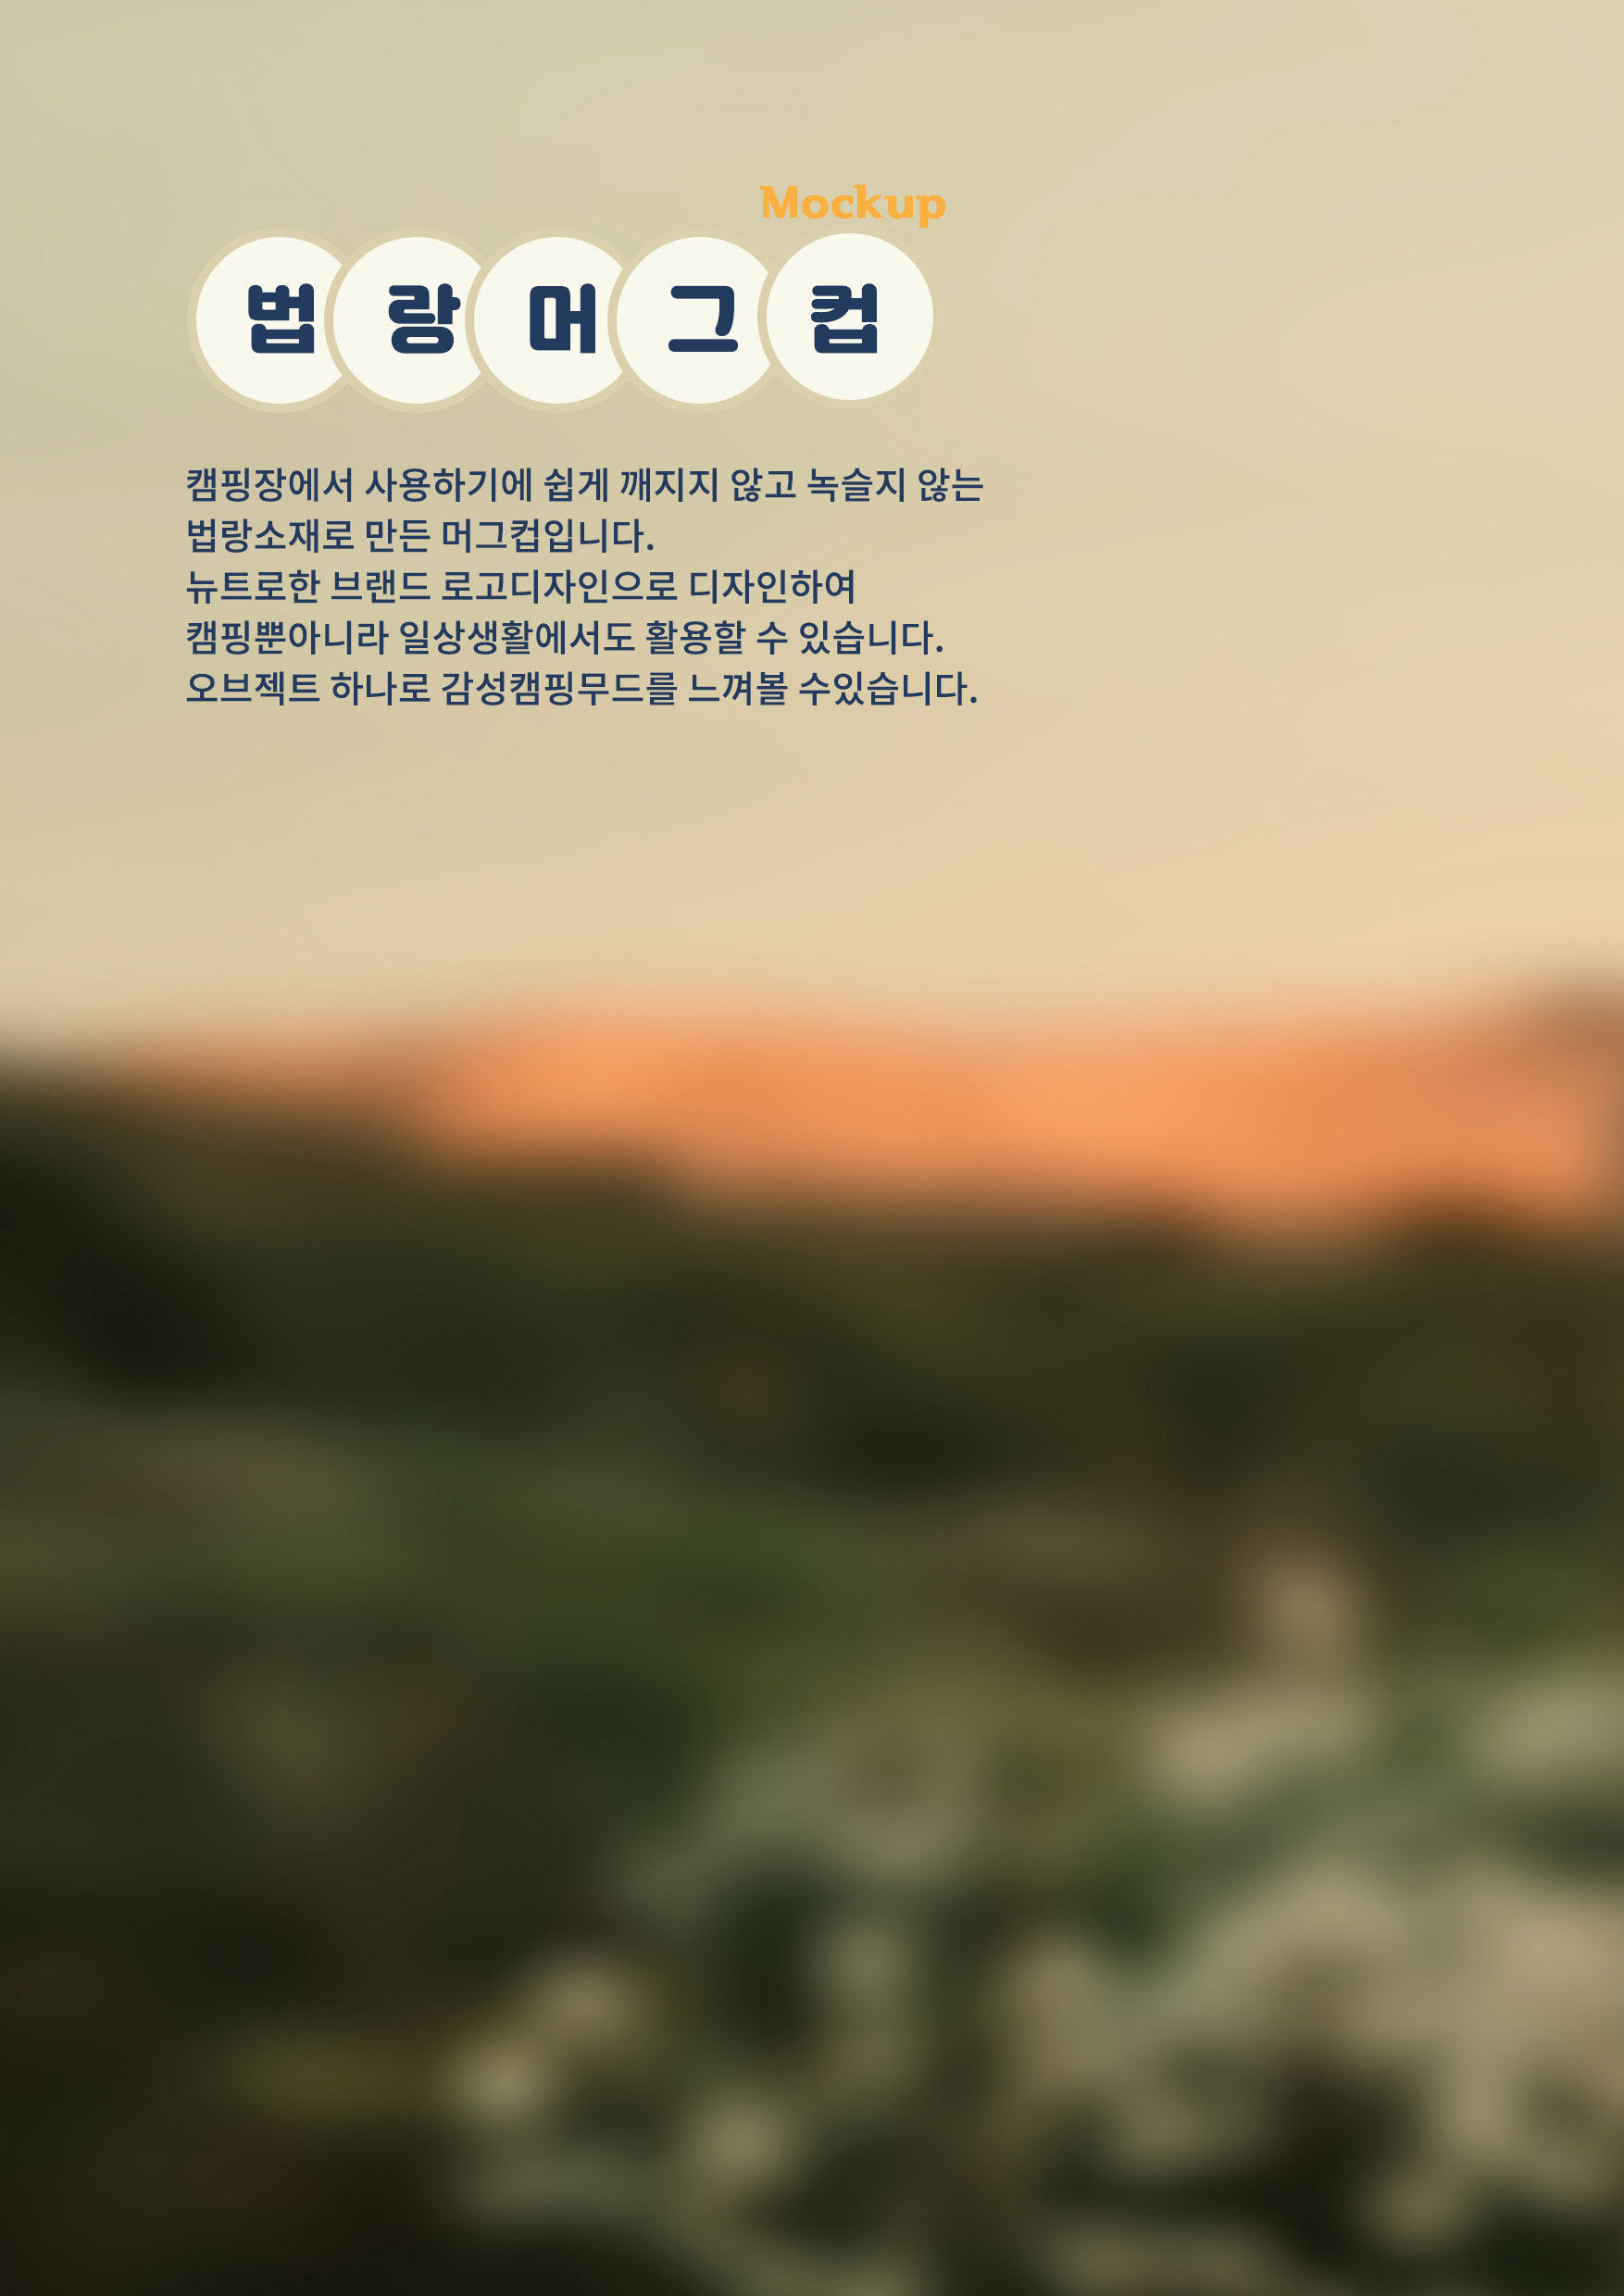 Mockup
법랑머그컵
캠핑장에서 사용하기에 쉽게 깨지지 않고 녹슬지 않는
법랑소재로 만든 머그컵입니다.
뉴트로한 브랜드 로고디자인으로 디자인하여
캠핑뿐아니라 일상생활에서도 활용할 수 있습니다.
오브젝트 하나로 감성캠핑무드를 느껴볼 수있습니다.